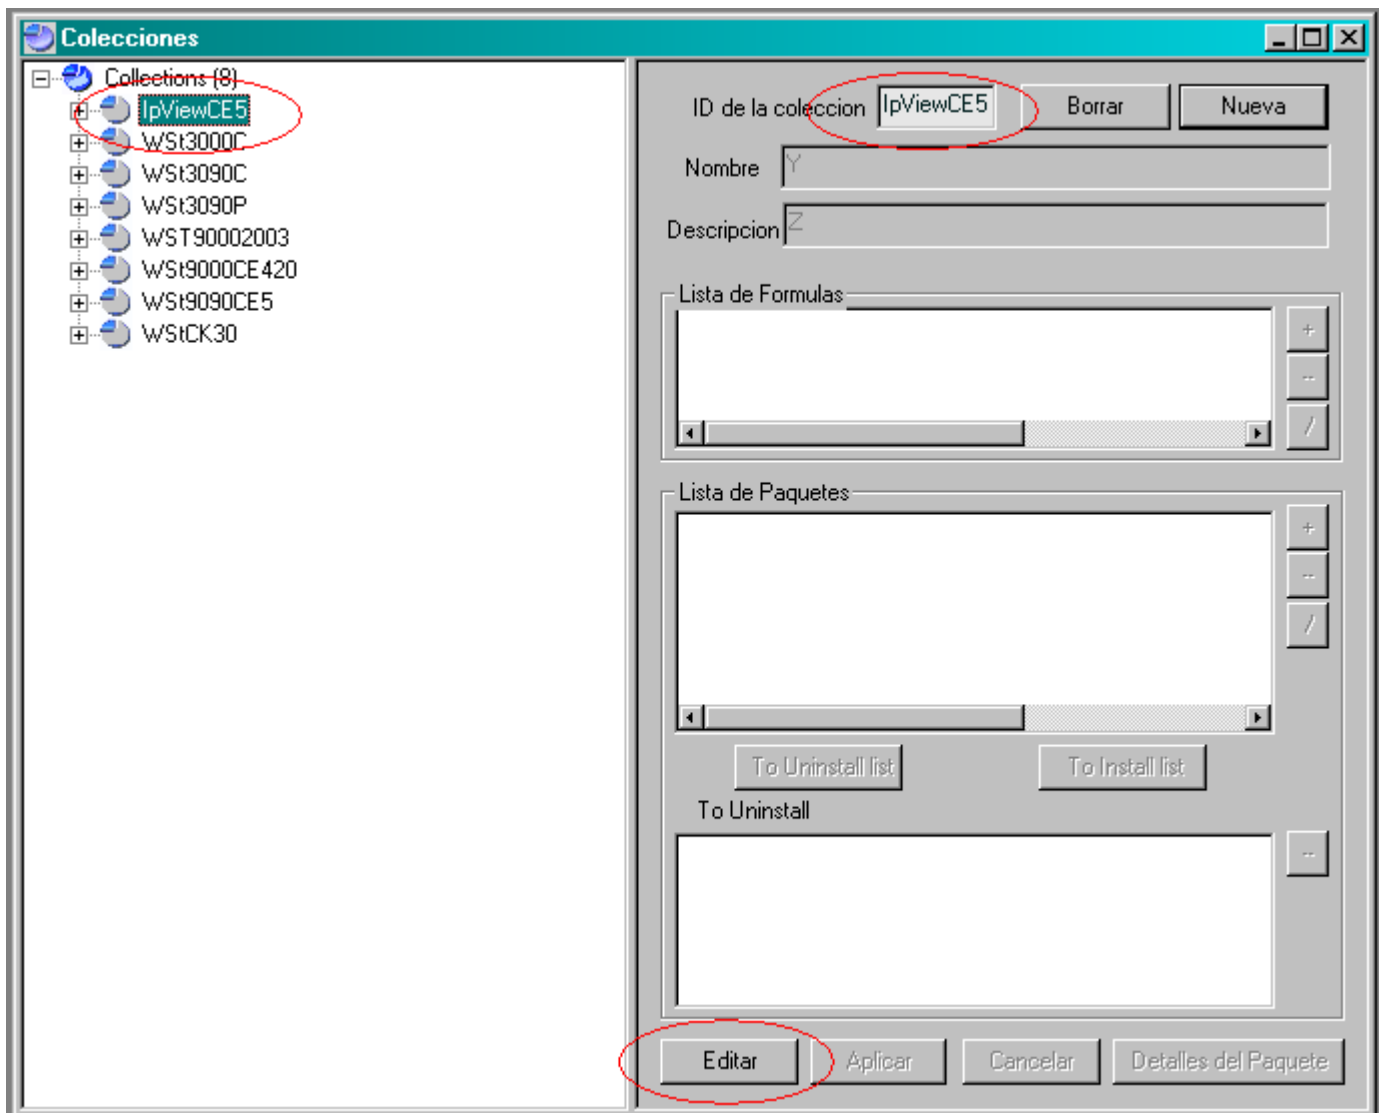 Colecciones
Collections (8)
IpViewCE5
WSt3000C
WSt3090C
WSt3090P
WST90002003
WSt9000CE420
WSt9090CE5
WStCK30
ID de la coleccion IpViewCE5 Borrar Nueva
Nombre Y
Descripcion Z
Lista de Formulas
+
--
/
Lista de Paquetes
+
--
/
To Uninstall list To Install list
To Uninstall
--
Editar Aplicar Cancelar Detalles del Paquete